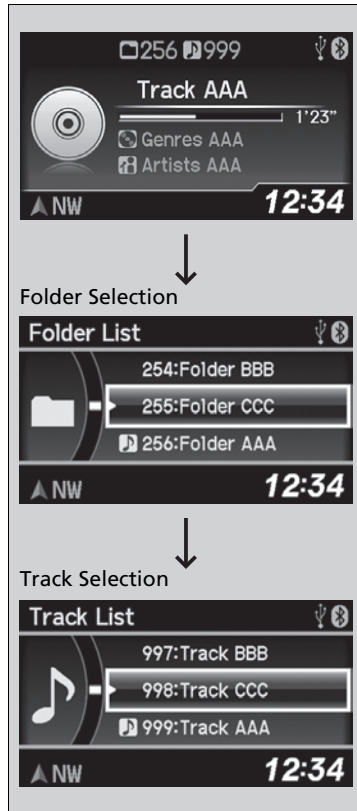 256 999
Track AAA
1'23"
Genres AAA
Artists AAA
NW 12:34
Folder Selection
Folder List
254:Folder BBB
255:Folder CCC
256:Folder AAA
NW 12:34
Track Selection
Track List
997:Track BBB
998:Track CCC
999:Track AAA
NW 12:34